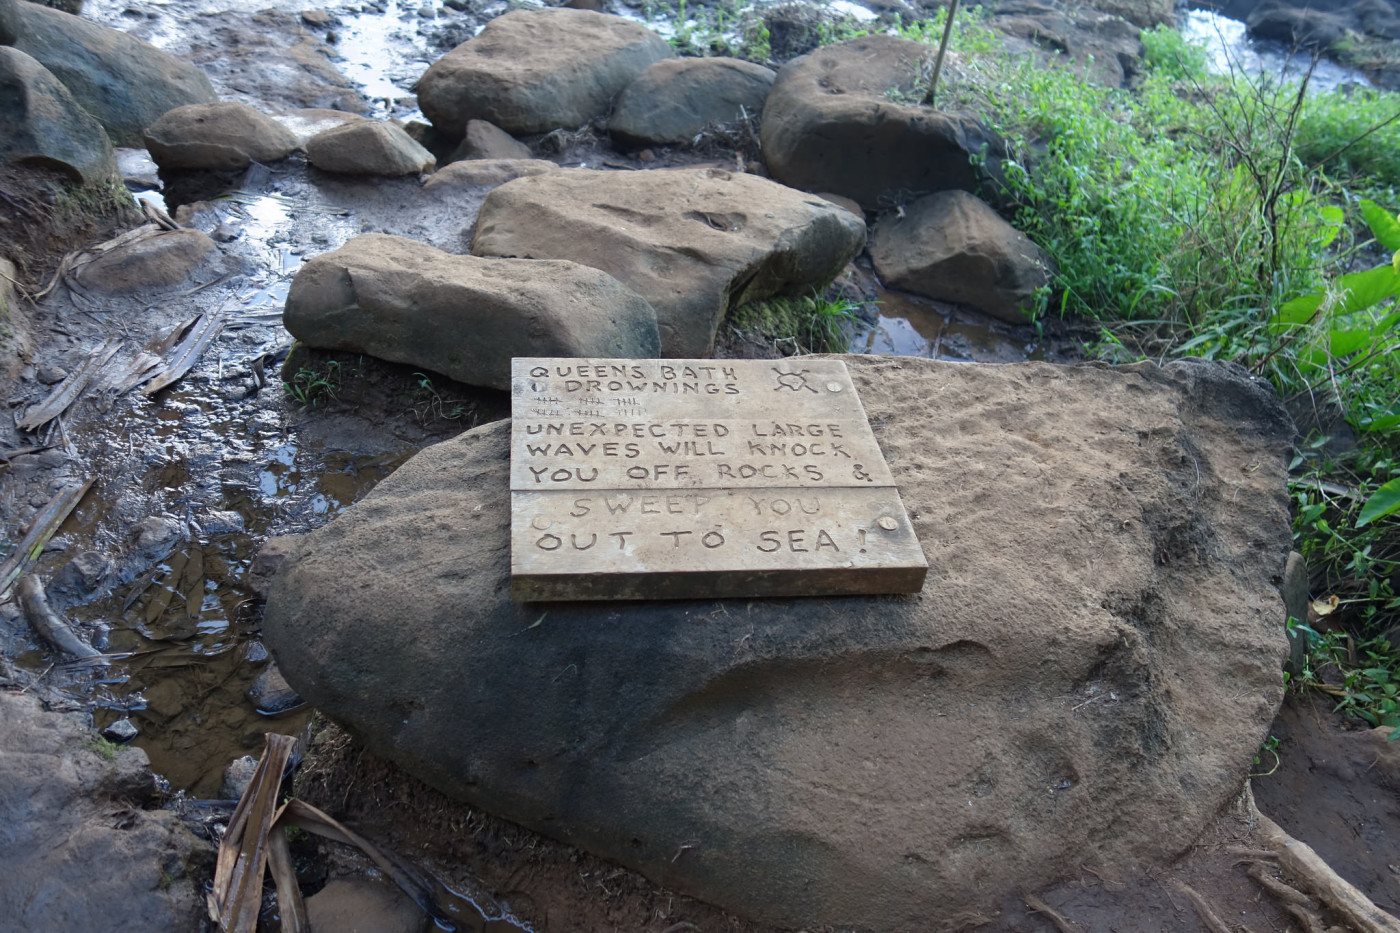 QUEENS BATH
DROWNINGS
UNEXPECTED LARGE
WAVES WILL KNOCK
YOU OFF ROCKS &
SWEEP YOU
OUT TO SEA!